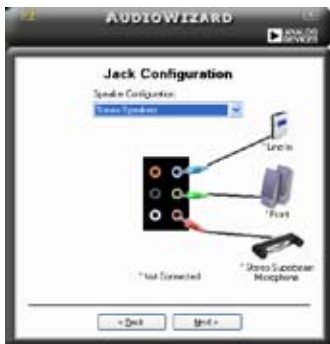 AUDIOWIZARD
ANALOG
DEVICES
Jack Configuration
Speaker Configuration:
Stereo Speakers
* Line In
* Front
* Not Connected
* Stereo Superbeam
Microphone
< Back
Next >